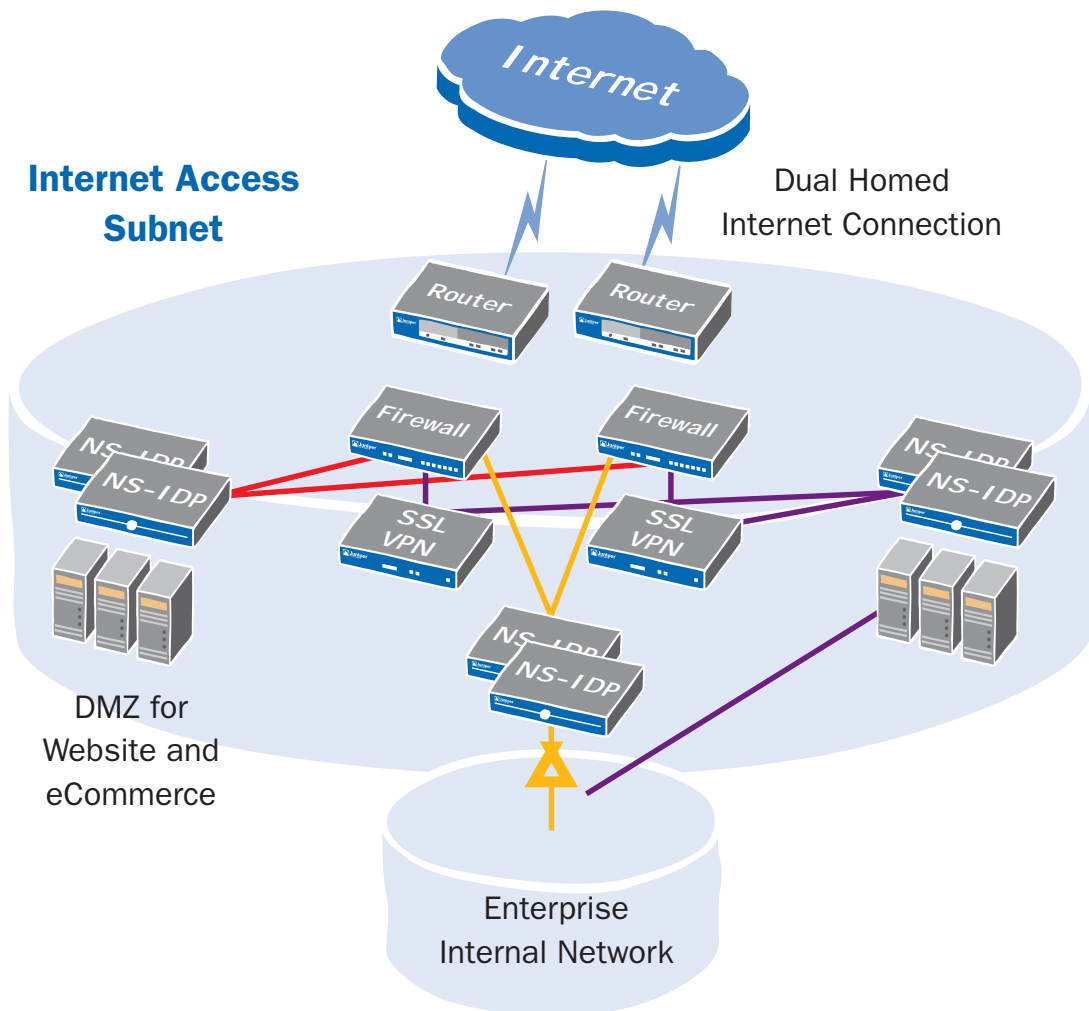 Internet
Internet Access
Subnet
Dual Homed
Internet Connection
Router
Router
Firewall
Firewall
NS-IDP
NS-IDP
NS-IDP
NS-IDP
SSL
VPN
SSL
VPN
NS-IDP
NS-IDP
DMZ for
Website and
eCommerce
Enterprise
Internal Network